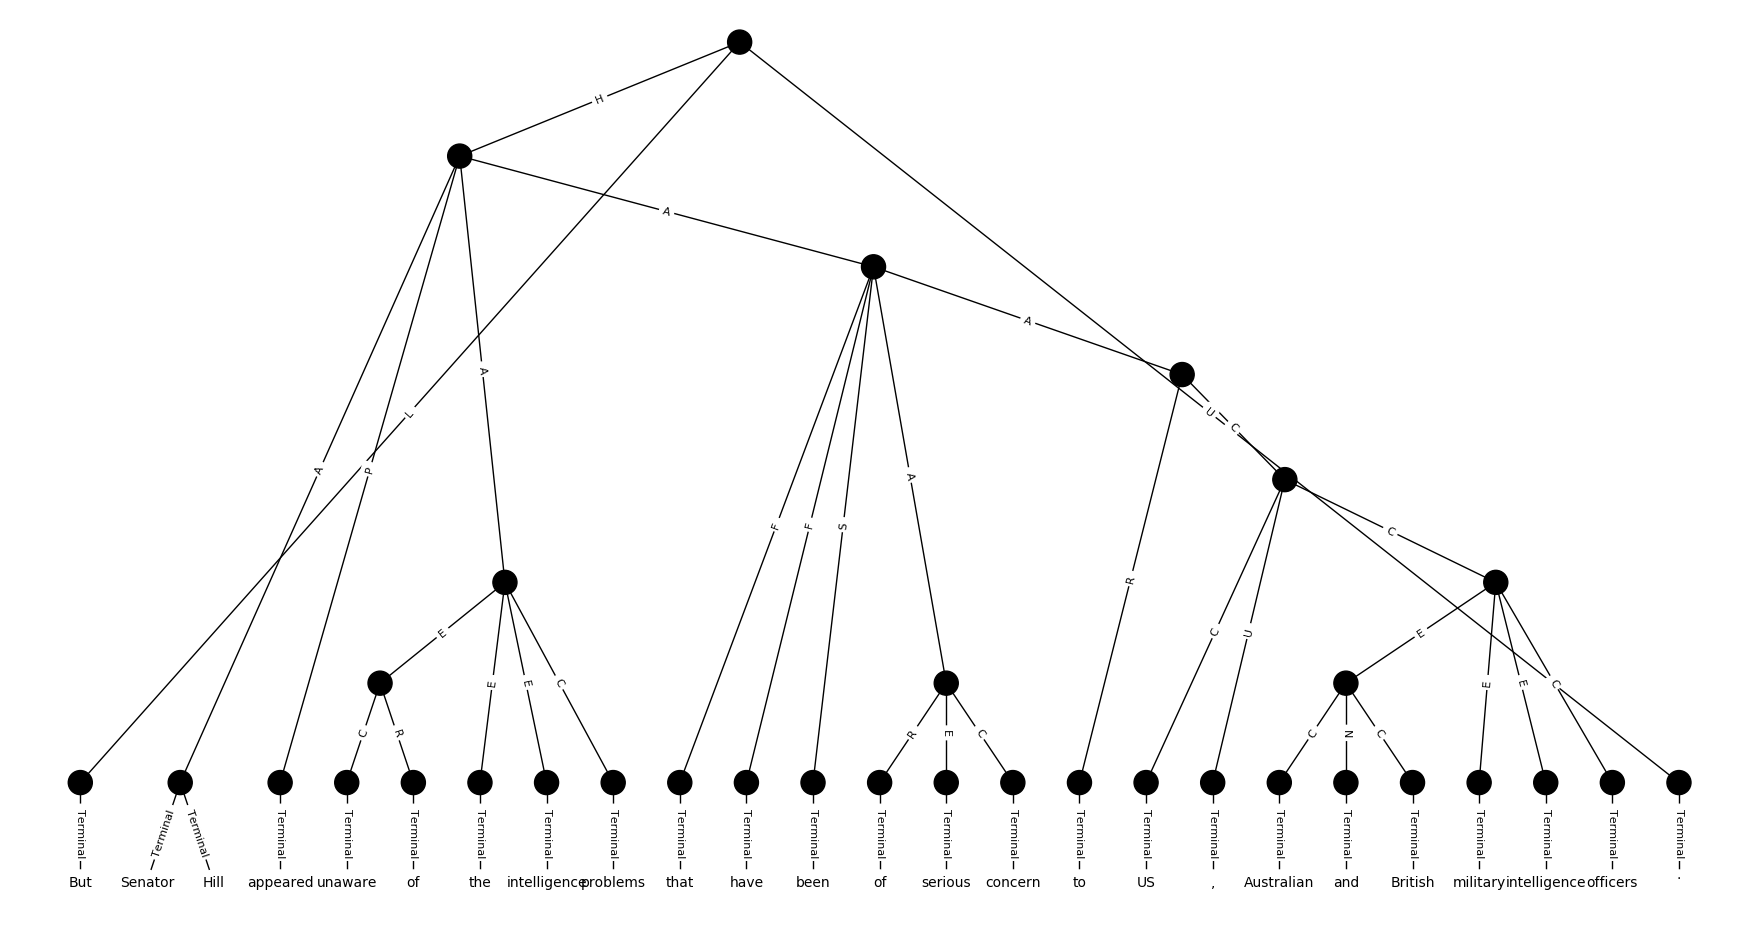 H
A
A
A
U
C
A
L
A
P
A
F
F
S
C
R
C
U
E
E
E
E
E
E
C
C
C
R
R
E
C
C
N
C
Terminal Terminal Terminal Terminal Terminal Terminal Terminal Terminal Terminal Terminal Terminal Terminal Terminal Terminal Terminal Terminal Terminal Terminal Terminal Terminal Terminal Terminal Terminal Terminal Terminal
But Senator Hill appeared unaware of the intelligence problems that have been of serious concern to US , Australian and British military intelligence officers .